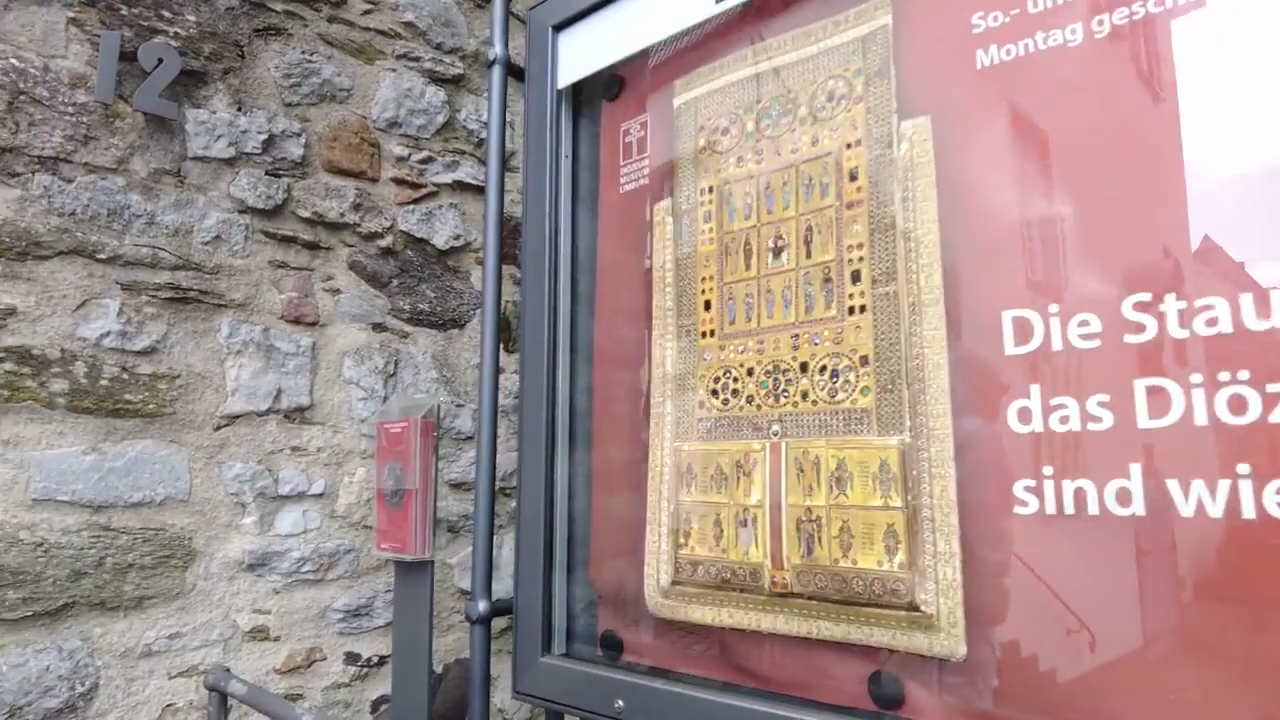 12
So.- un
Montag gesch
DIÖZESAN
MUSEUM
LIMBURG
Die Stau
das Diöz
sind wie